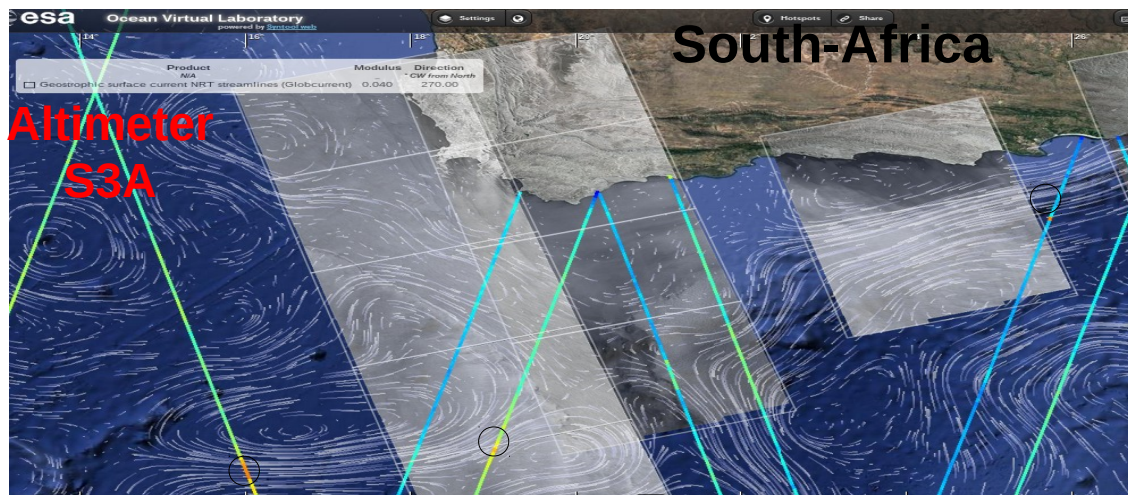 esa Ocean Virtual Laboratory
powered by Syntool web
Settings
Hotspots
Share
14°
16°
18°
20°
26°
South-Africa
Product Modulus Direction
N/A ° CW from North
Geostrophic surface current NRT streamlines (Globcurrent) 0.040 270.00
Altimeter
S3A